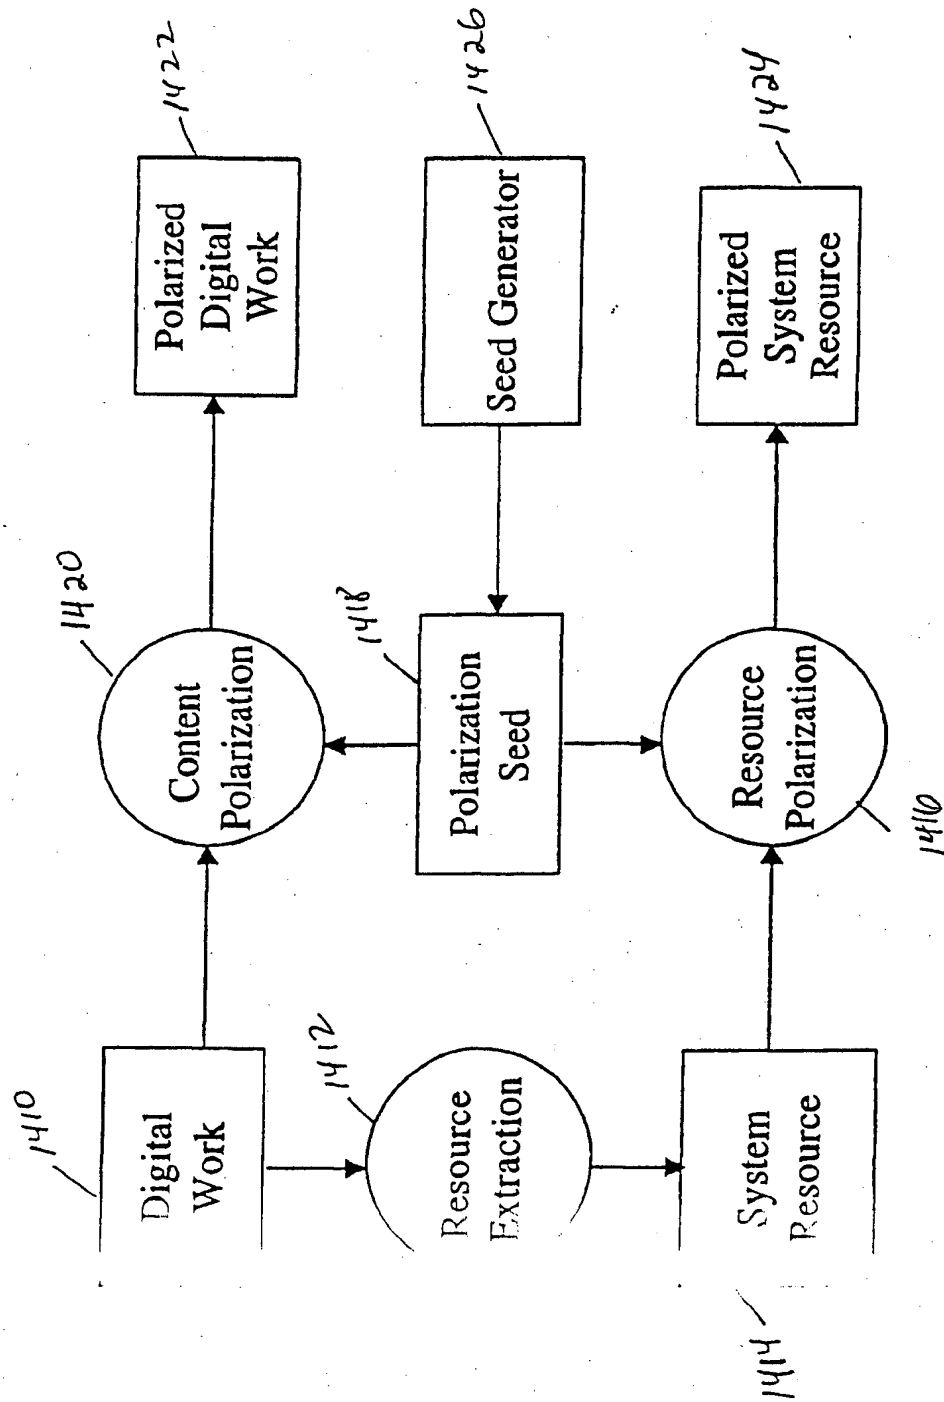 1410
Digital
Work
1420
Content
Polarization
1422
Polarized
Digital
Work
1412
Resource
Extraction
1418
Polarization
Seed
1426
Seed Generator
1414
System
Resource
1416
Resource
Polarization
1424
Polarized
System
Resource